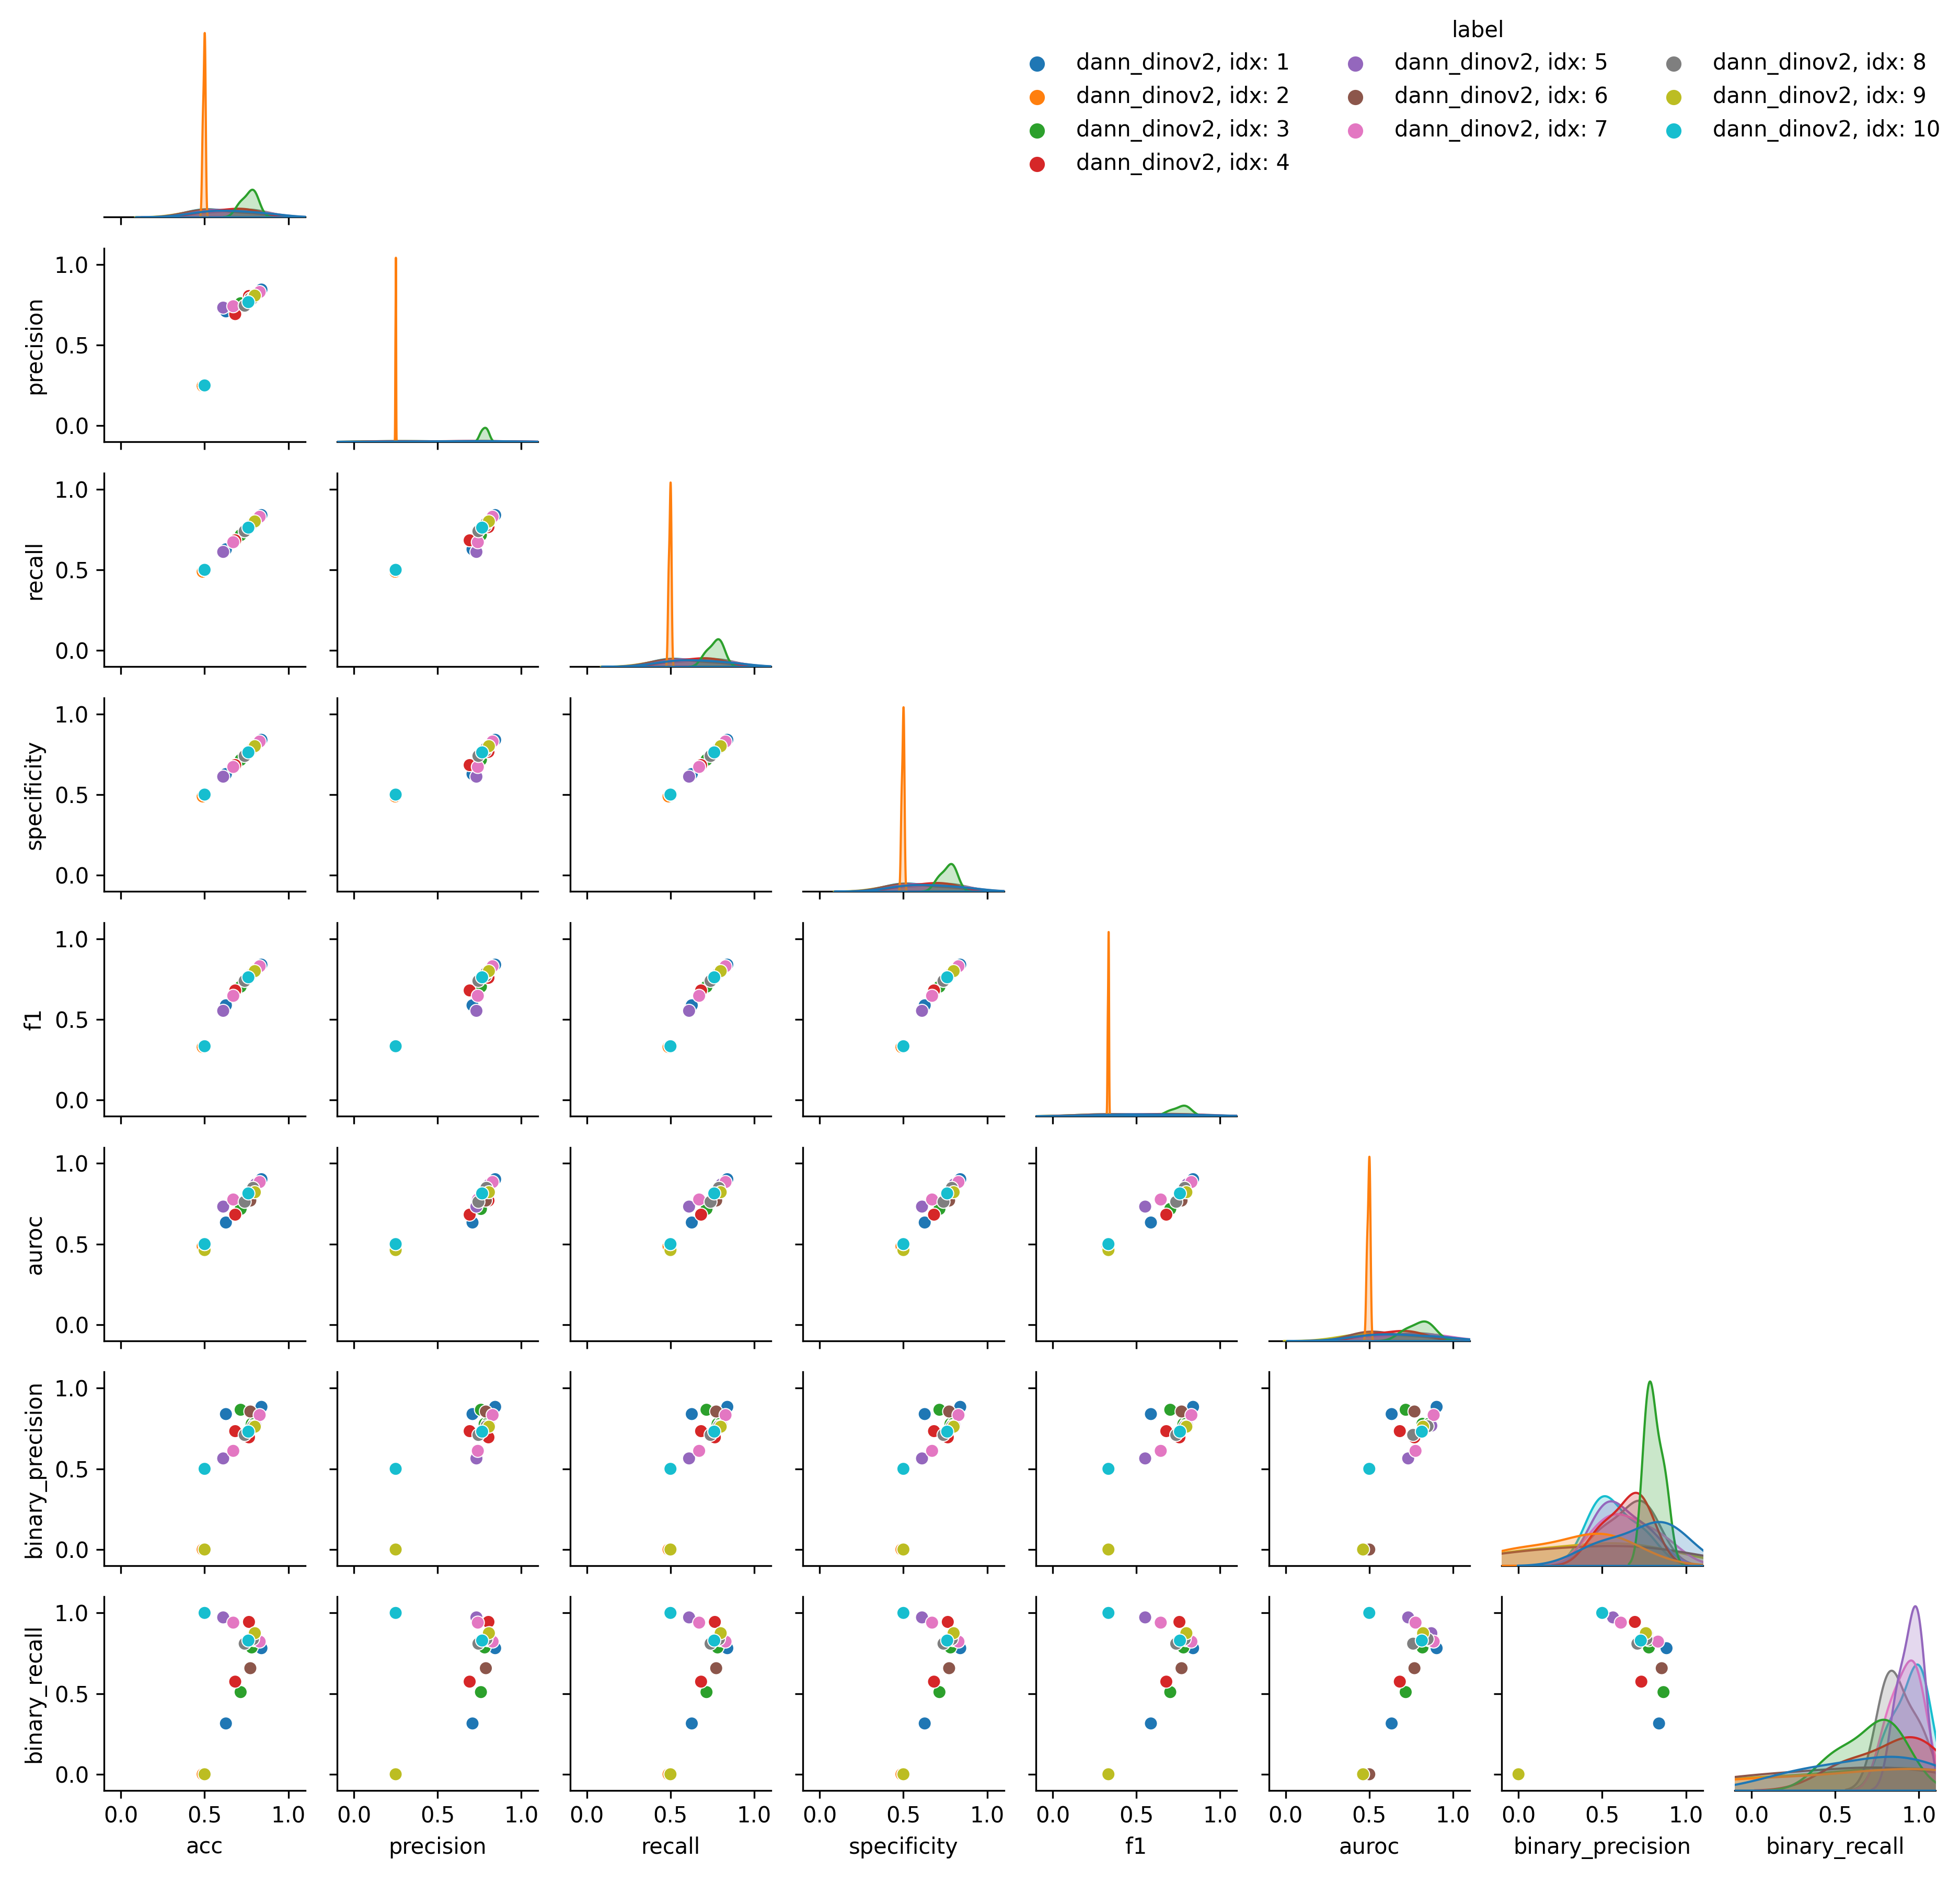 label
dann_dinov2, idx: 1
dann_dinov2, idx: 2
dann_dinov2, idx: 3
dann_dinov2, idx: 4
dann_dinov2, idx: 5
dann_dinov2, idx: 6
dann_dinov2, idx: 7
dann_dinov2, idx: 8
dann_dinov2, idx: 9
dann_dinov2, idx: 10
precision
1.0
0.5
0.0
recall
1.0
0.5
0.0
specificity
1.0
0.5
0.0
f1
1.0
0.5
0.0
auroc
1.0
0.5
0.0
binary_precision
1.0
0.5
0.0
binary_recall
1.0
0.5
0.0
0.0 0.5 1.0 0.0 0.5 1.0 0.0 0.5 1.0 0.0 0.5 1.0 0.0 0.5 1.0 0.0 0.5 1.0 0.0 0.5 1.0 0.0 0.5 1.0
acc precision recall specificity f1 auroc binary_precision binary_recall